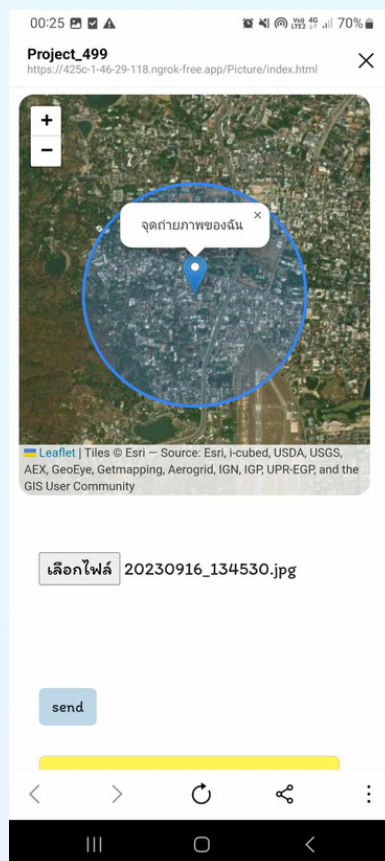 00:25
Voll 4G LTE2 70%
Project_499
https://425c-1-46-29-118.ngrok-free.app/Picture/index.html
+
−
จุดถ่ายภาพของฉัน ×
Leaflet | Tiles © Esri — Source: Esri, i-cubed, USDA, USGS,
AEX, GeoEye, Getmapping, Aerogrid, IGN, IGP, UPR-EGP, and the
GIS User Community
เลือกไฟล์ 20230916_134530.jpg
send